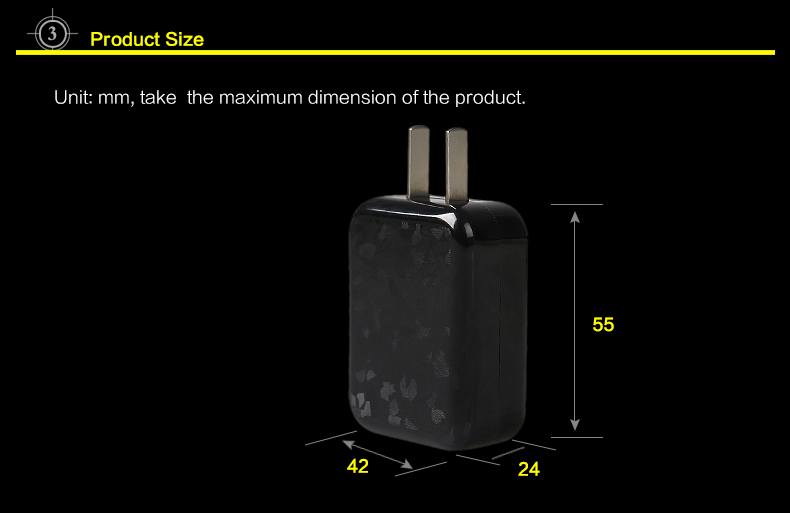 3
Product Size
Unit: mm, take the maximum dimension of the product.
55
42
24